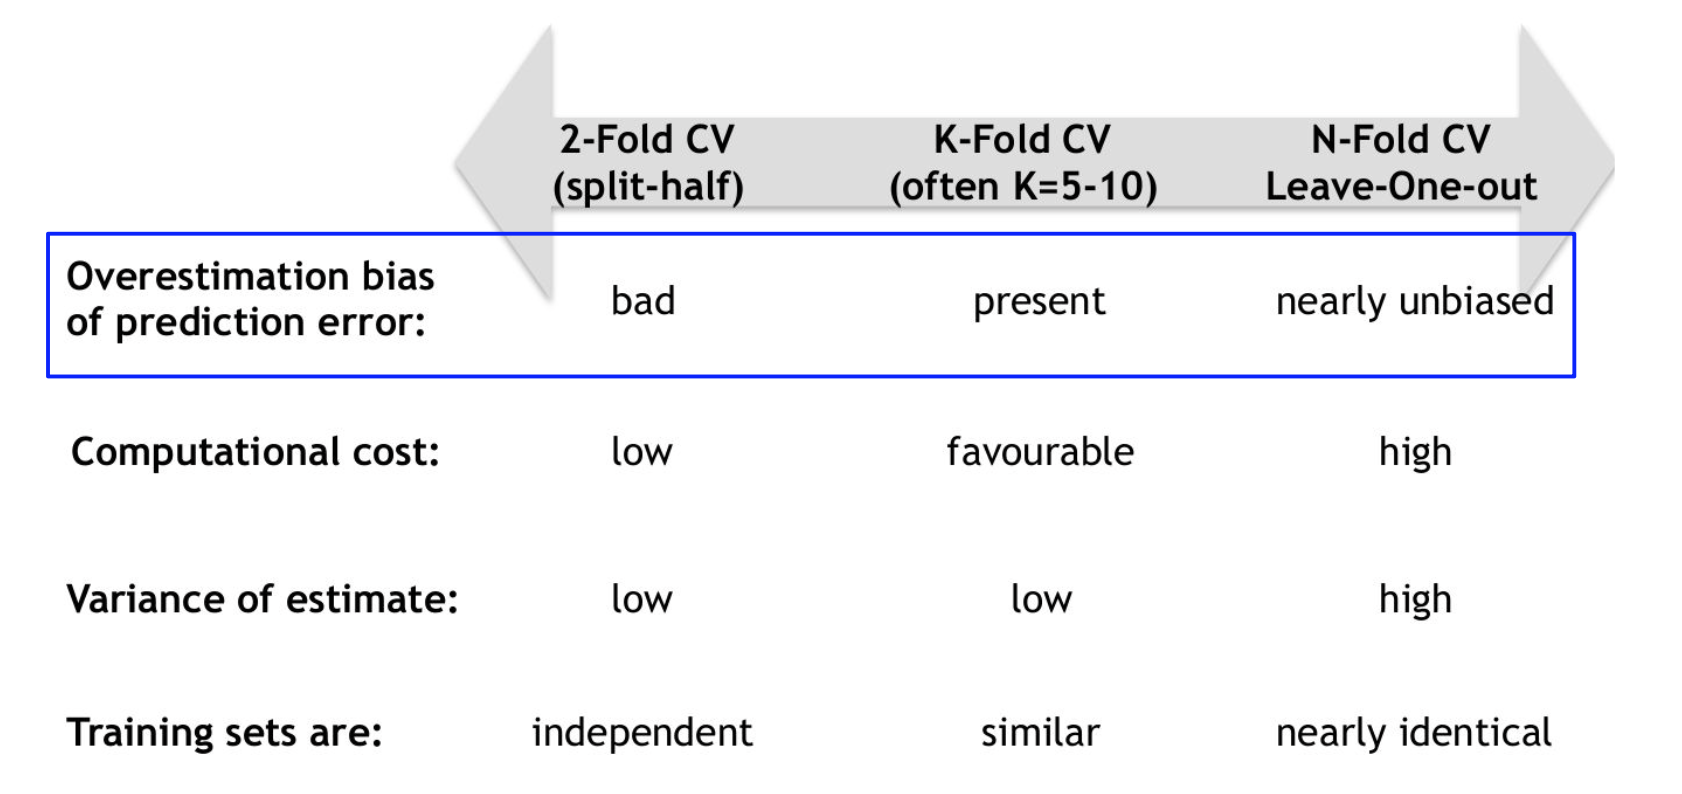 2-Fold CV
(split-half)
K-Fold CV
(often K=5-10)
N-Fold CV
Leave-One-out
Overestimation bias
of prediction error:
bad
present
nearly unbiased
Computational cost:
low
favourable
high
Variance of estimate:
low
low
high
Training sets are:
independent
similar
nearly identical